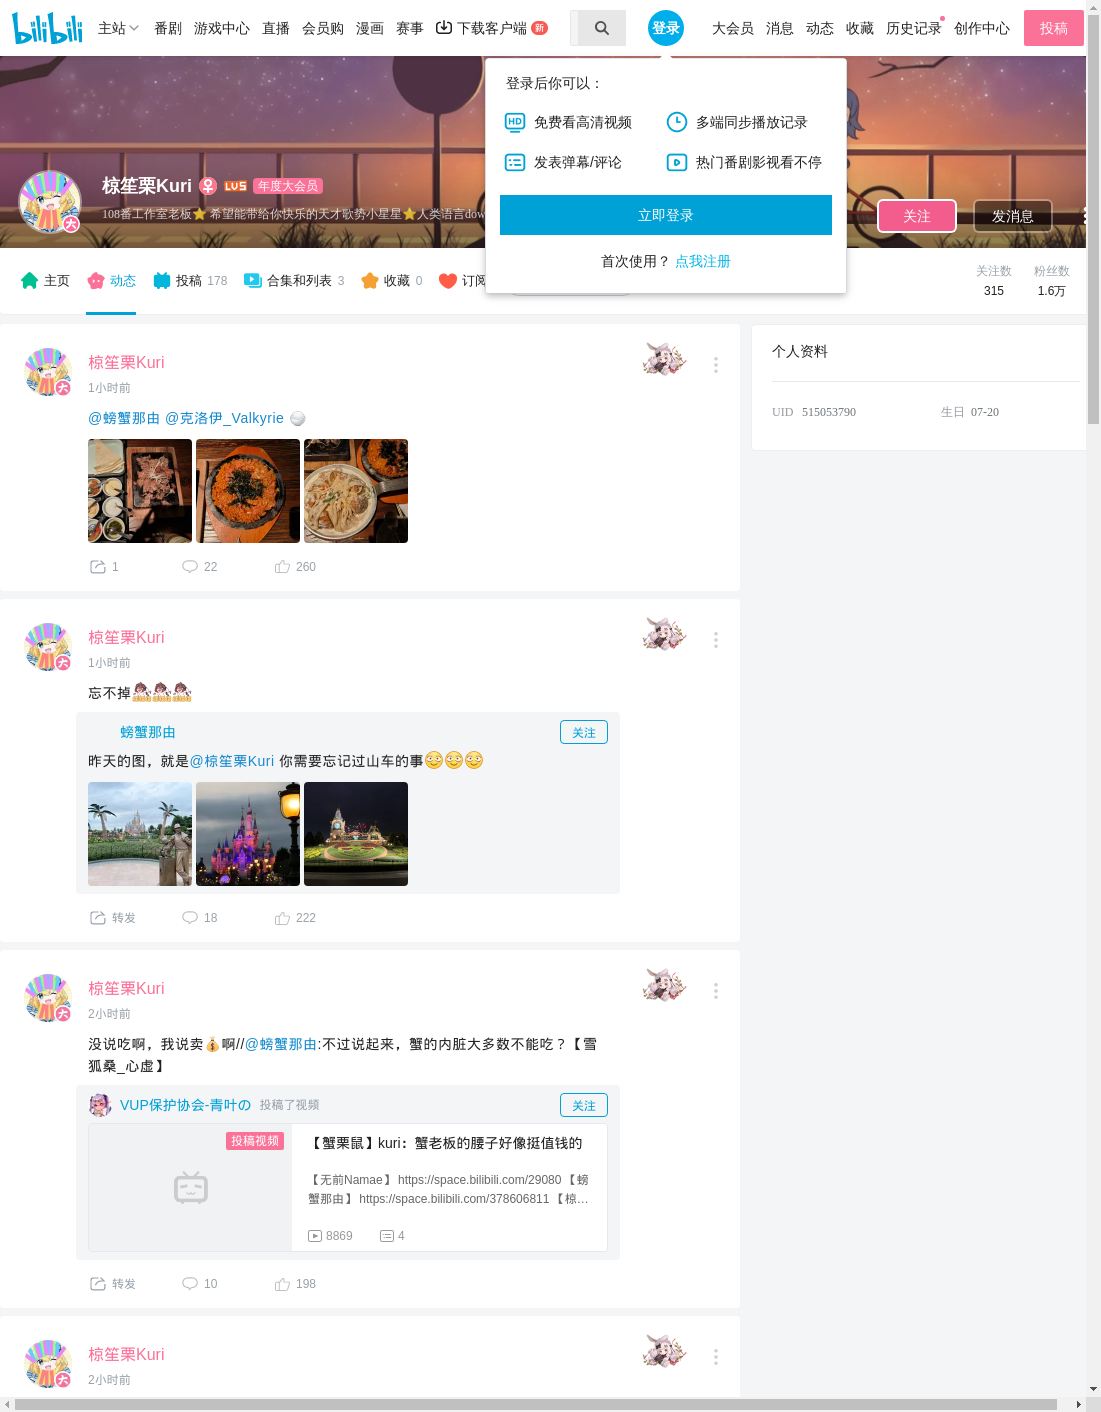 bilibili 主站 番剧 游戏中心 直播 会员购 漫画 赛事 下载客户端 新 登录 大会员 消息 动态 收藏 历史记录 创作中心 投稿
登录后你可以：
HD 免费看高清视频 多端同步播放记录
发表弹幕/评论 热门番剧影视看不停
立即登录
首次使用？ 点我注册
椋笙栗Kuri LV5 年度大会员
108番工作室老板⭐ 希望能带给你快乐的天才歌势小星星⭐人类语言dow
关注 发消息
主页 动态 投稿 178 合集和列表 3 收藏 0 订阅
关注数 粉丝数
315 1.6万
椋笙栗Kuri
大 1小时前
@螃蟹那由 @克洛伊_Valkyrie
1 22 260
个人资料
UID 515053790 生日 07-20
椋笙栗Kuri
大 1小时前
忘不掉
螃蟹那由 关注
昨天的图，就是@椋笙栗Kuri 你需要忘记过山车的事
转发 18 222
椋笙栗Kuri
大 2小时前
没说吃啊，我说卖💰啊//@螃蟹那由:不过说起来，蟹的内脏大多数不能吃？【雪
狐桑_心虚】
VUP保护协会-青叶の 投稿了视频 关注
投稿视频
【蟹栗鼠】kuri：蟹老板的腰子好像挺值钱的
【无前Namae】 https://space.bilibili.com/29080 【螃
蟹那由】 https://space.bilibili.com/378606811 【椋…
8869 4
转发 10 198
椋笙栗Kuri
大 2小时前